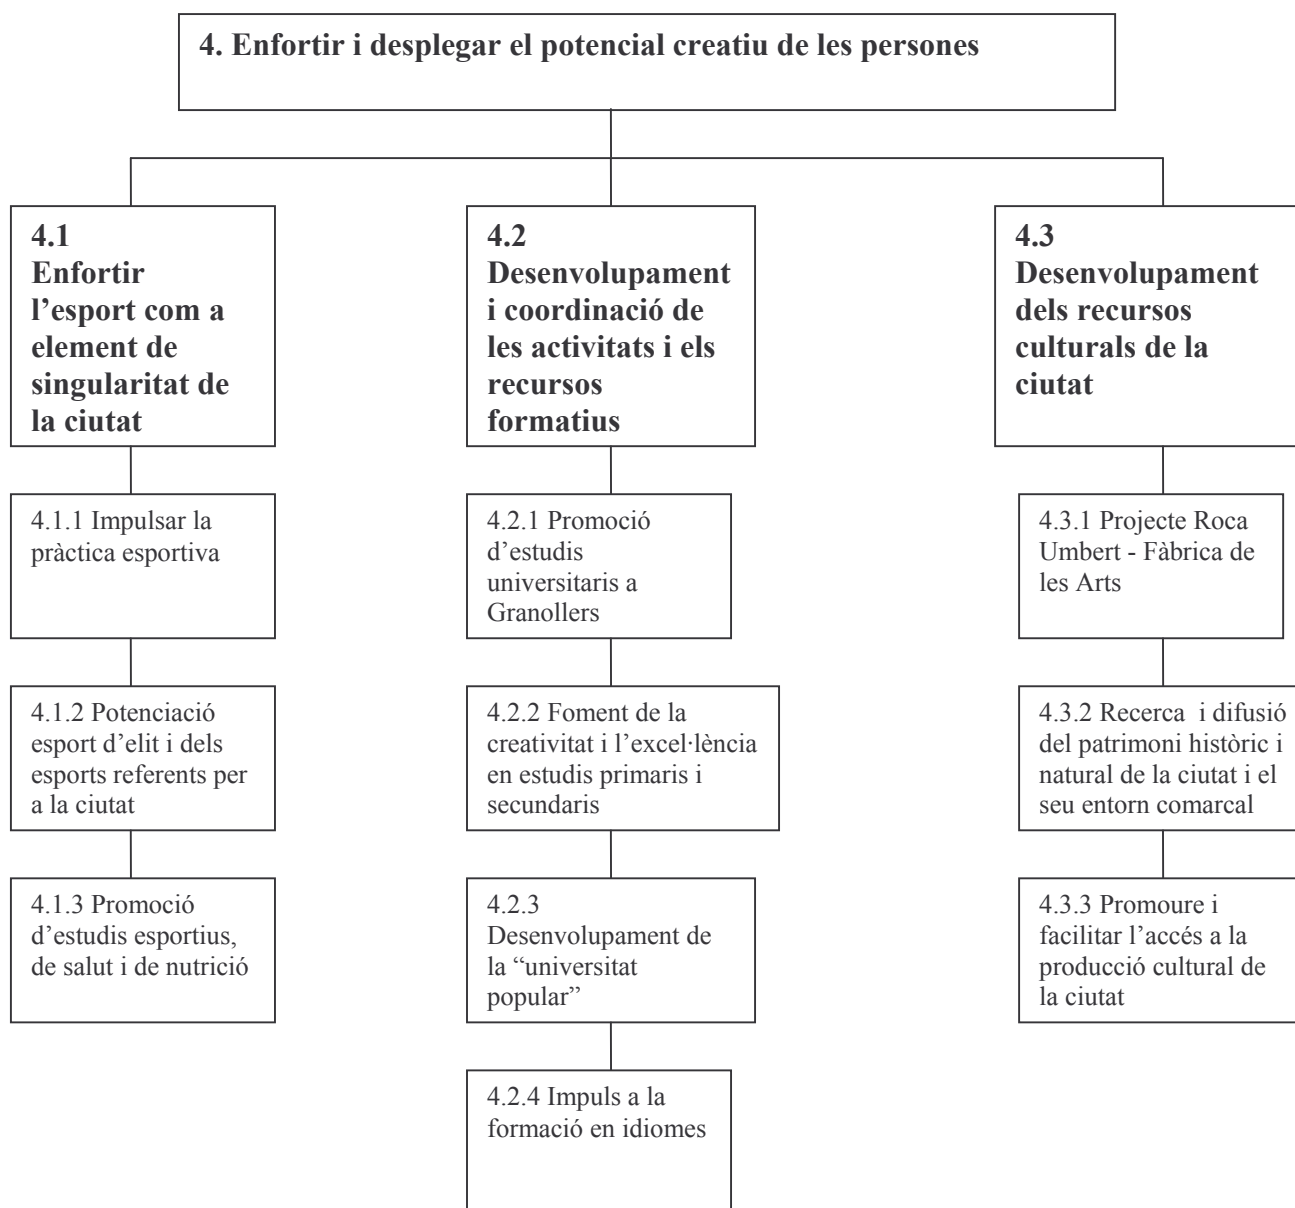 4. Enfortir i desplegar el potencial creatiu de les persones
4.1
Enfortir
l’esport com a
element de
singularitat de
la ciutat
4.1.1 Impulsar la
pràctica esportiva
4.1.2 Potenciació
esport d’elit i dels
esports referents per
a la ciutat
4.1.3 Promoció
d’estudis esportius,
de salut i de nutrició
4.2
Desenvolupament
i coordinació de
les activitats i els
recursos
formatius
4.2.1 Promoció
d’estudis
universitaris a
Granollers
4.2.2 Foment de la
creativitat i l’excel·lència
en estudis primaris i
secundaris
4.2.3
Desenvolupament de
la “universitat
popular”
4.2.4 Impuls a la
formació en idiomes
4.3
Desenvolupament
dels recursos
culturals de la
ciutat
4.3.1 Projecte Roca
Umbert - Fàbrica de
les Arts
4.3.2 Recerca  i difusió
del patrimoni històric i
natural de la ciutat i el
seu entorn comarcal
4.3.3 Promoure i
facilitar l’accés a la
producció cultural de
la ciutat